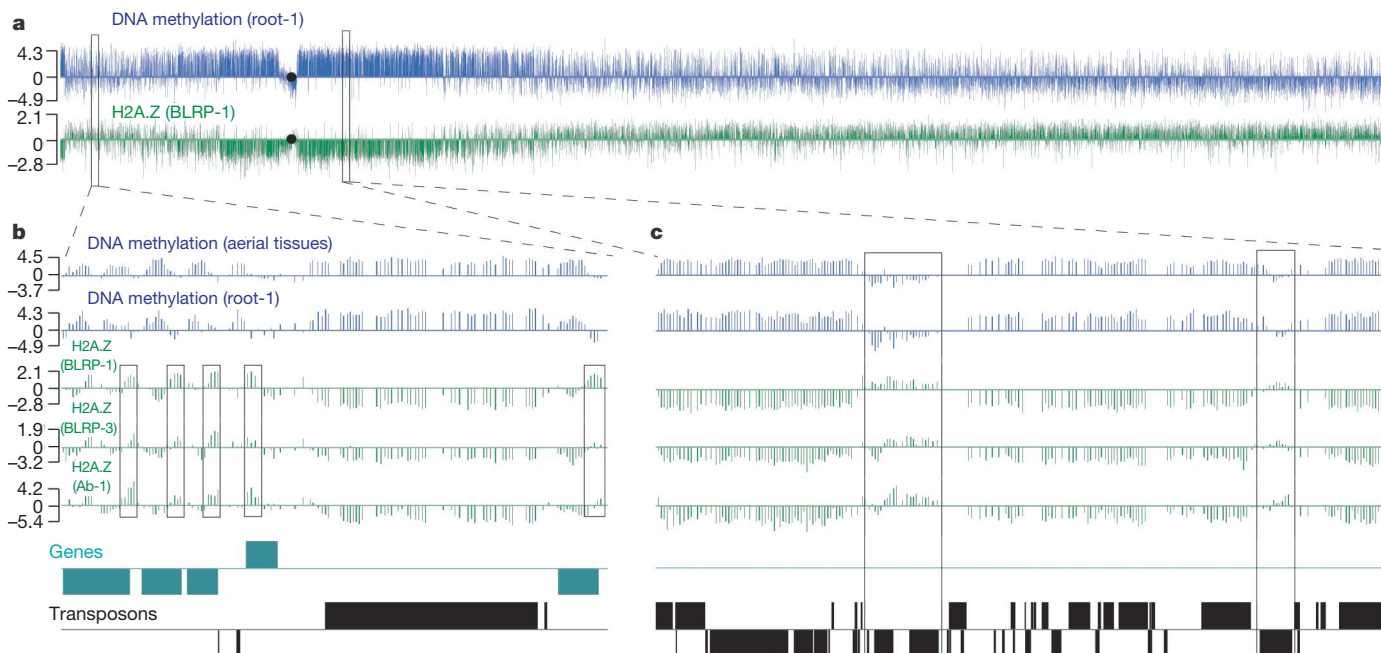 a
DNA methylation (root-1)
4.3
0
–4.9
H2A.Z (BLRP-1)
2.1
0
–2.8
b
DNA methylation (aerial tissues)
4.5
0
–3.7
DNA methylation (root-1)
4.3
0
–4.9
H2A.Z
(BLRP-1)
2.1
0
–2.8
H2A.Z
(BLRP-3)
1.9
0
–3.2
H2A.Z
(Ab-1)
4.2
0
–5.4
Genes
Transposons
c